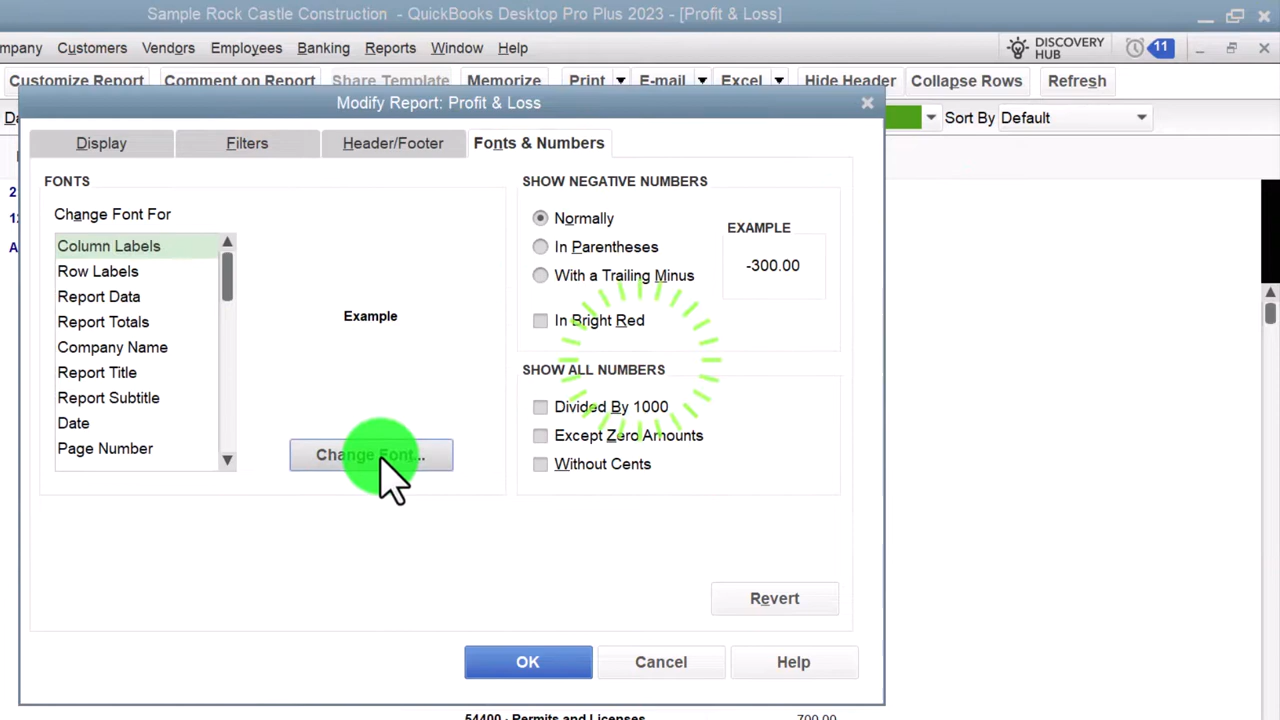 Sample Rock Castle Construction - QuickBooks Desktop Pro Plus 2023 - [Profit & Loss]
mpany Customers Vendors Employees Banking Reports Window Help DISCOVERY HUB 11
Customize Report Comment on Report Share Template Memorize Print E-mail Excel Hide Header Collapse Rows Refresh
Modify Report: Profit & Loss
Sort By Default
Display Filters Header/Footer Fonts & Numbers
FONTS
Change Font For
Column Labels
Row Labels
Report Data
Report Totals
Company Name
Report Title
Report Subtitle
Date
Page Number
Example
Change Font...
SHOW NEGATIVE NUMBERS
Normally
In Parentheses
With a Trailing Minus
In Bright Red
EXAMPLE
-300.00
SHOW ALL NUMBERS
Divided By 1000
Except Zero Amounts
Without Cents
Revert
OK Cancel Help
54400 · Permits and Licenses 700.00